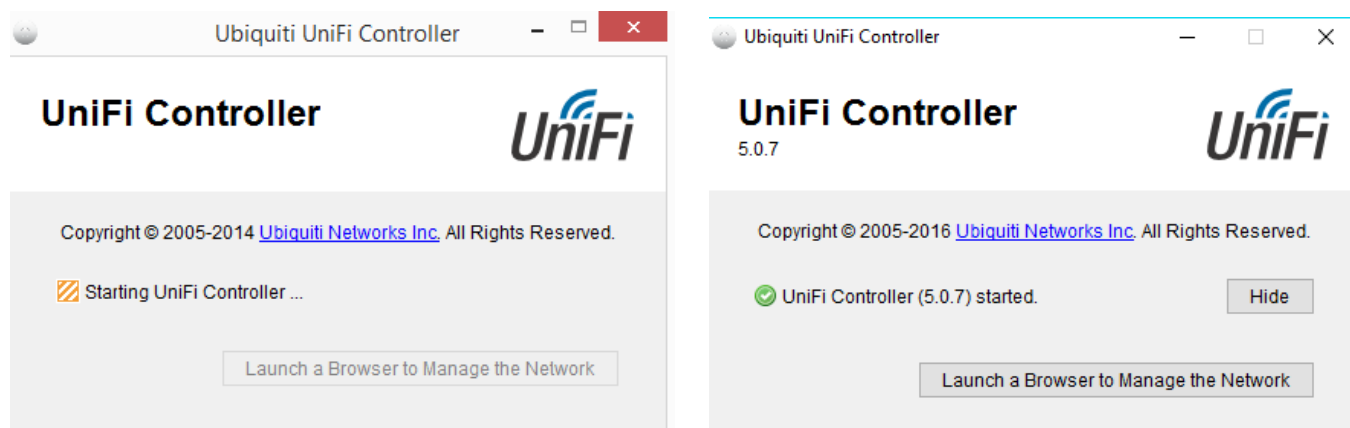 Ubiquiti UniFi Controller
UniFi Controller
UniFi
Copyright © 2005-2014 Ubiquiti Networks Inc. All Rights Reserved.
Starting UniFi Controller ...
Launch a Browser to Manage the Network
Ubiquiti UniFi Controller
UniFi Controller
5.0.7
UniFi
Copyright © 2005-2016 Ubiquiti Networks Inc. All Rights Reserved.
UniFi Controller (5.0.7) started.
Hide
Launch a Browser to Manage the Network